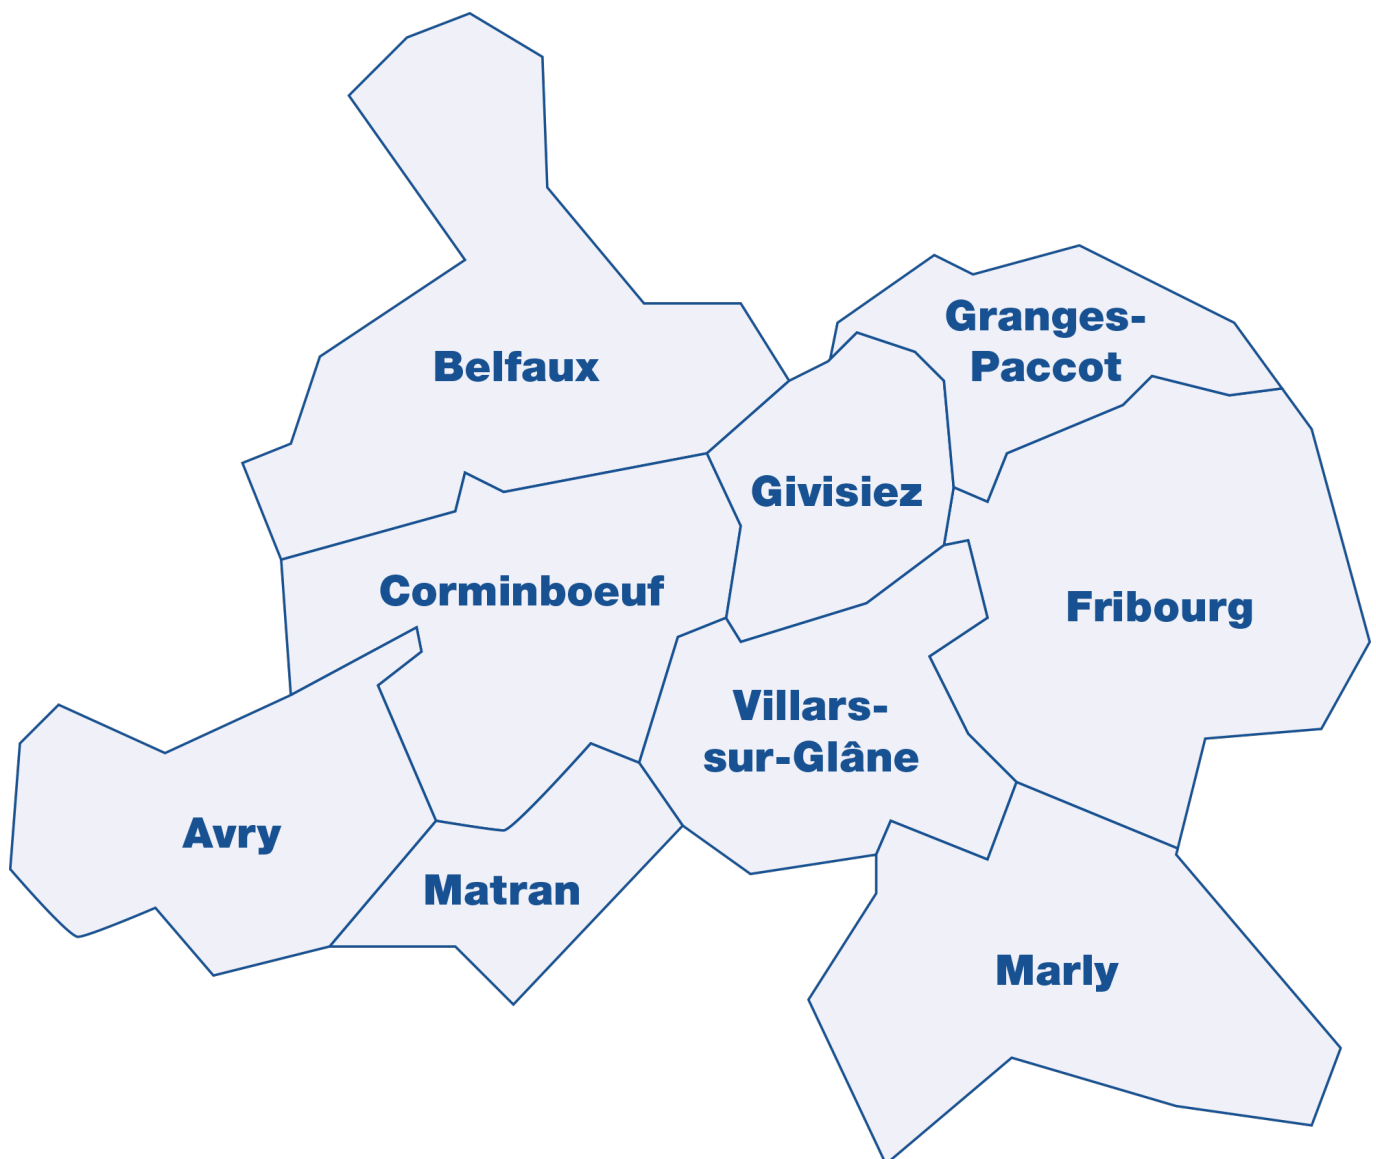 Granges-
Paccot
Belfaux
Givisiez
Corminboeuf
Fribourg
Villars-
sur-Glâne
Avry
Matran
Marly